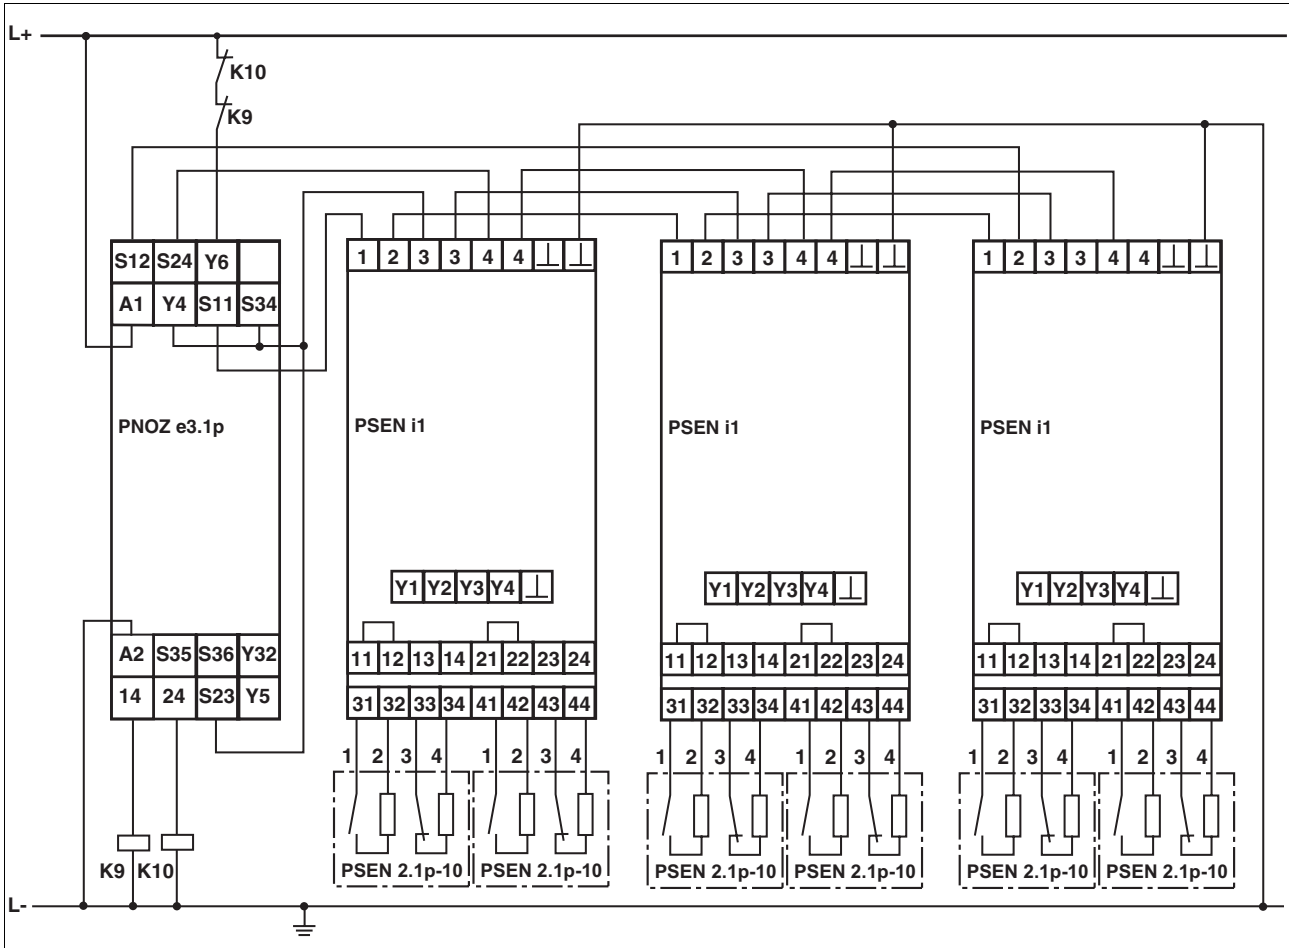 L+
K10
K9
S12 S24 Y6
A1 Y4 S11 S34
1 2 3 3 4 4
1 2 3 3 4 4
1 2 3 3 4 4
PNOZ e3.1p
PSEN i1
PSEN i1
PSEN i1
Y1 Y2 Y3 Y4
Y1 Y2 Y3 Y4
Y1 Y2 Y3 Y4
A2 S35 S36 Y32
14 24 S23 Y5
11 12 13 14 21 22 23 24
31 32 33 34 41 42 43 44
11 12 13 14 21 22 23 24
31 32 33 34 41 42 43 44
11 12 13 14 21 22 23 24
31 32 33 34 41 42 43 44
1 2 3 4 1 2 3 4
1 2 3 4 1 2 3 4
1 2 3 4 1 2 3 4
K9 K10
PSEN 2.1p-10
PSEN 2.1p-10
PSEN 2.1p-10
PSEN 2.1p-10
PSEN 2.1p-10
PSEN 2.1p-10
L-